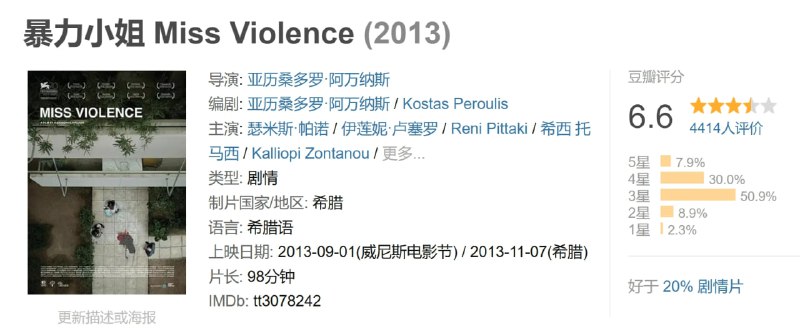 暴力小姐 Miss Violence (2013)
MISS VIOLENCE
导演: 亚历桑多罗·阿万纳斯
编剧: 亚历桑多罗·阿万纳斯 / Kostas Peroulis
主演: 瑟米斯·帕诺 / 伊莲妮·卢塞罗 / Reni Pittaki / 希西 托
马西 / Kalliopi Zontanou / 更多...
类型: 剧情
制片国家/地区: 希腊
语言: 希腊语
上映日期: 2013-09-01(威尼斯电影节) / 2013-11-07(希腊)
片长: 98分钟
IMDb: tt3078242
更新描述或海报
豆瓣评分
6.6
4414人评价
5星 7.9%
4星 30.0%
3星 50.9%
2星 8.9%
1星 2.3%
好于 20% 剧情片